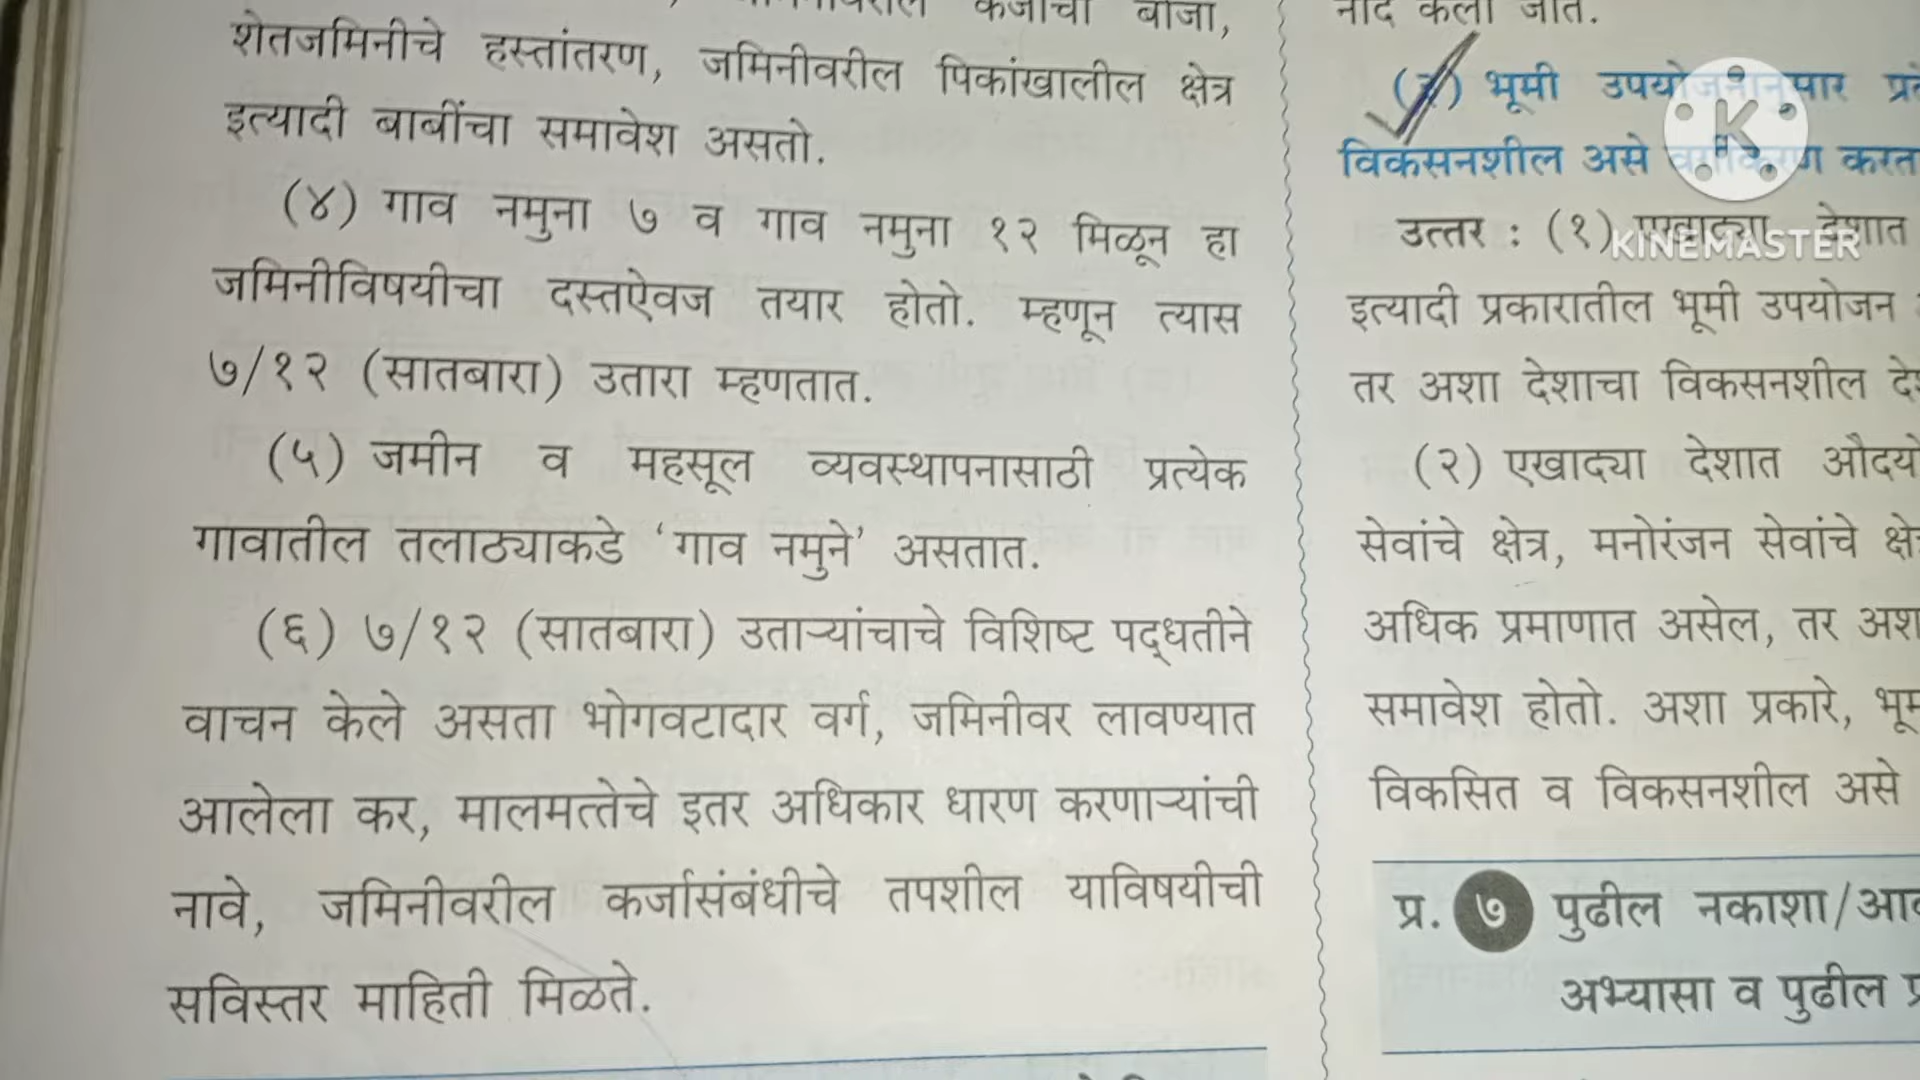 कर्जाचा बोजा,
शेतजमिनीचे हस्तांतरण, जमिनीवरील पिकांखालील क्षेत्र
इत्यादी बाबींचा समावेश असतो.
(४) गाव नमुना ७ व गाव नमुना १२ मिळून हा
जमिनीविषयीचा दस्तऐवज तयार होतो. म्हणून त्यास
७/१२ (सातबारा) उतारा म्हणतात.
(५) जमीन व महसूल व्यवस्थापनासाठी प्रत्येक
गावातील तलाठ्याकडे ‘गाव नमुने’ असतात.
(६) ७/१२ (सातबारा) उताऱ्यांचाचे विशिष्ट पद्धतीने
वाचन केले असता भोगवटादार वर्ग, जमिनीवर लावण्यात
आलेला कर, मालमत्तेचे इतर अधिकार धारण करणाऱ्यांची
नावे, जमिनीवरील कर्जासंबंधीचे तपशील याविषयीची
सविस्तर माहिती मिळते.
भूमी
विकसनशील असे करत
उत्तर : (१) एखाद्या देशात
इत्यादी प्रकारातील भूमी उपयोजन
तर अशा देशाचा विकसनशील
(२) एखाद्या देशात
सेवांचे क्षेत्र, मनोरंजन सेवांचे
अधिक प्रमाणात असेल, तर
समावेश होतो. अशा प्रकारे,
विकसित व विकसनशील असे
प्र. ७ पुढील नकाशा/
अभ्यासा व पुढील
K
KINEMASTER